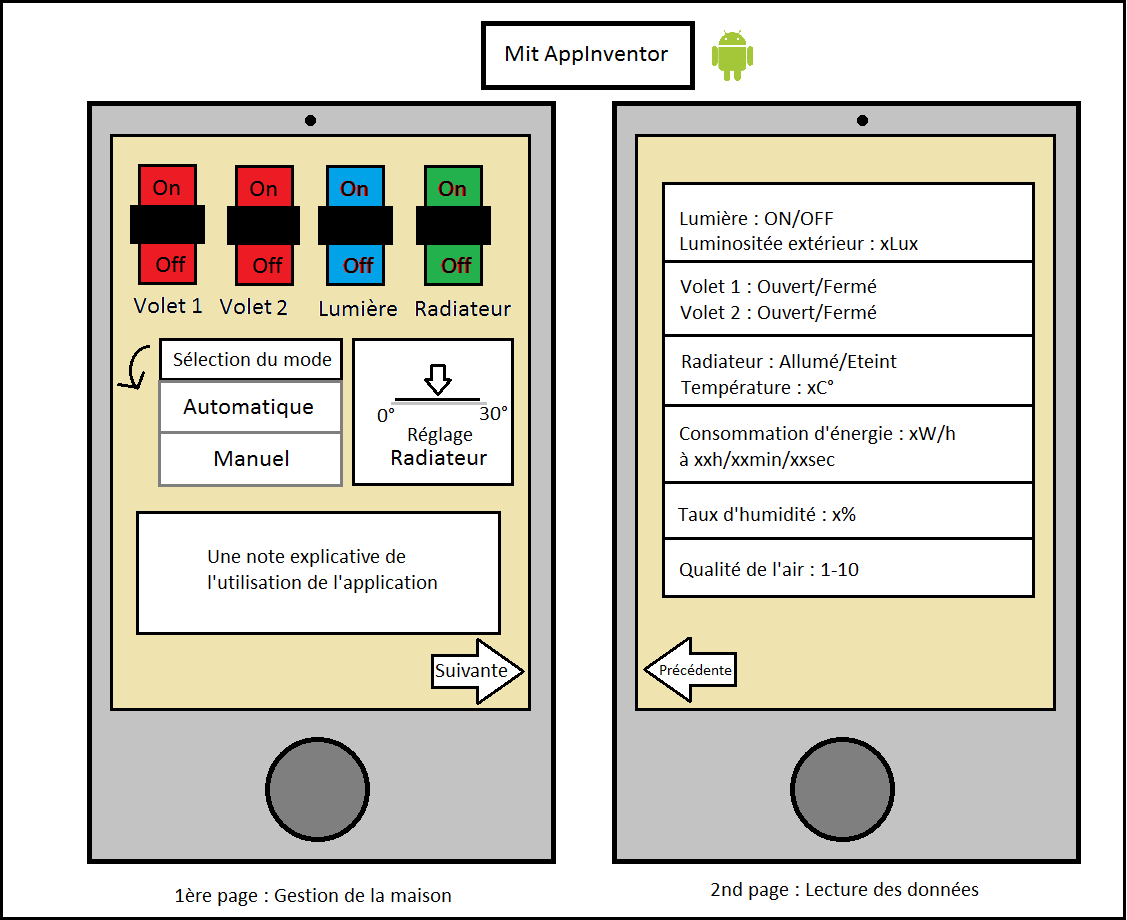 Mit AppInventor
On On On On
Off Off Off Off
Volet 1 Volet 2 Lumière Radiateur
Sélection du mode
Automatique
Manuel
0° 30°
Réglage
Radiateur
Une note explicative de
l'utilisation de l'application
Suivante
1ère page : Gestion de la maison
Lumière : ON/OFF
Luminositée extérieur : xLux
Volet 1 : Ouvert/Fermé
Volet 2 : Ouvert/Fermé
Radiateur : Allumé/Eteint
Température : xC°
Consommation d'énergie : xW/h
à xxh/xxmin/xxsec
Taux d'humidité : x%
Qualité de l'air : 1-10
Précédente
2nd page : Lecture des données